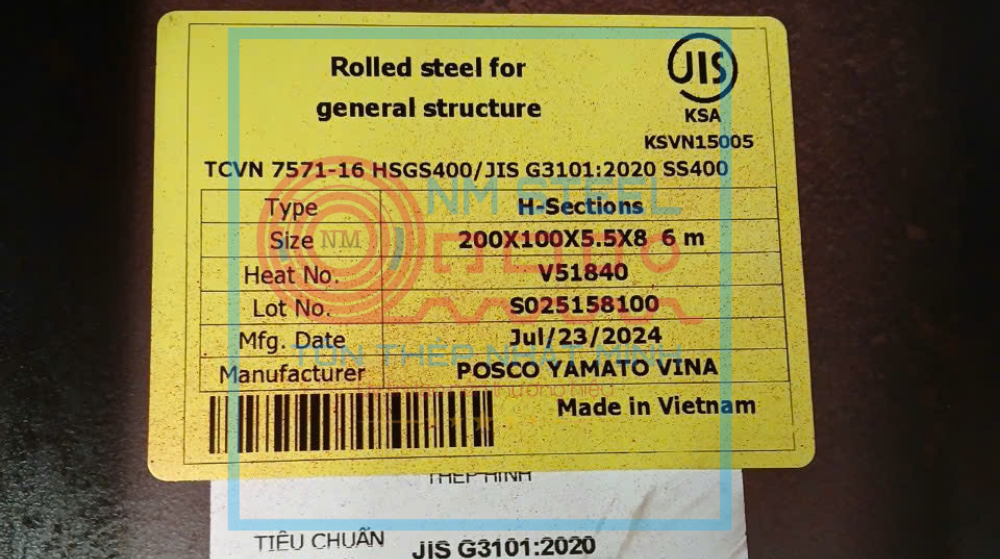 Rolled steel for
general structure
JIS
KSA
KSVN15005
TCVN 7571-16 HSGS400/JIS G3101:2020 SS400
NM STEEL
NM
Type H-Sections
Size 200X100X5.5X8 6 m
Heat No. V51840
Lot No. S025158100
Mfg. Date Jul/23/2024
TÔN THÉP NHẬT MINH
Manufacturer POSCO YAMATO VINA
Made in Vietnam
THÉP HÌNH
TIÊU CHUẨN JIS G3101:2020